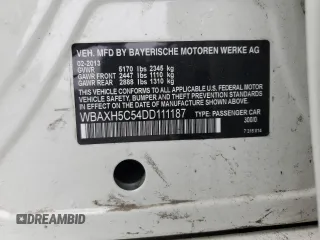 VEH. MFD BY BAYERISCHE MOTOREN WERKE AG
02-2013
GVWR 5170 lbs 2345 kg
GAWR FRONT 2447 lbs 1110 kg
GAWR REAR 2888 lbs 1310 kg
THIS VEHICLE CONFORMS TO ALL APPLICABLE
FEDERAL MOTOR VEHICLE SAFETY, BUMPER,
AND THEFT PREVENTION STANDARDS IN EFFECT
ON THE DATE OF MANUFACTURE SHOWN ABOVE.
WBAXH5C54DD111187 TYPE: PASSENGER CAR
DREAMBID
DREAMBID.COM